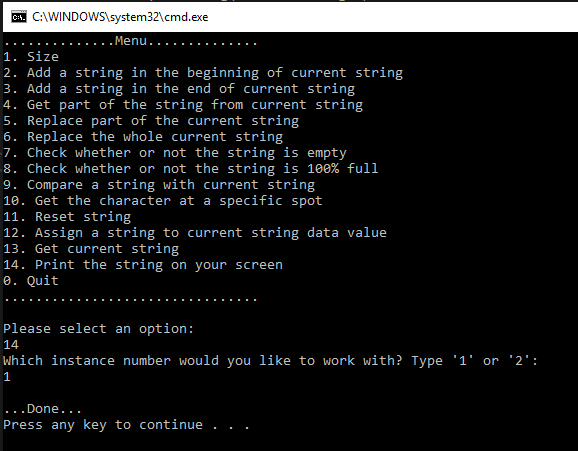 C:\WINDOWS\system32\cmd.exe
..............Menu..............
1. Size
2. Add a string in the beginning of current string
3. Add a string in the end of current string
4. Get part of the string from current string
5. Replace part of the current string
6. Replace the whole current string
7. Check whether or not the string is empty
8. Check whether or not the string is 100% full
9. Compare a string with current string
10. Get the character at a specific spot
11. Reset string
12. Assign a string to current string data value
13. Get current string
14. Print the string on your screen
0. Quit
................................
Please select an option:
14
Which instance number would you like to work with? Type '1' or '2':
1
...Done...
Press any key to continue . . .